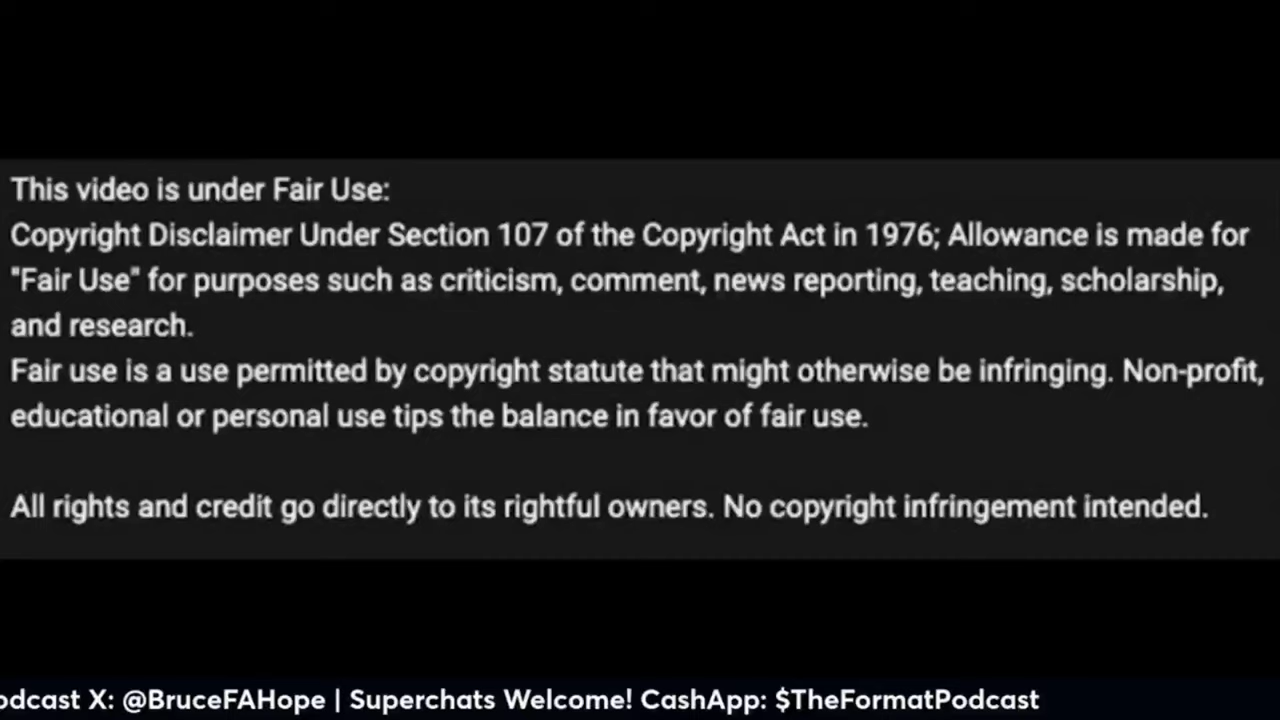 This video is under Fair Use:
Copyright Disclaimer Under Section 107 of the Copyright Act in 1976; Allowance is made for
"Fair Use" for purposes such as criticism, comment, news reporting, teaching, scholarship,
and research.
Fair use is a use permitted by copyright statute that might otherwise be infringing. Non-profit,
educational or personal use tips the balance in favor of fair use.
All rights and credit go directly to its rightful owners. No copyright infringement intended.
odcast X: @BruceFAHope | Superchats Welcome! CashApp: $TheFormatPodcast